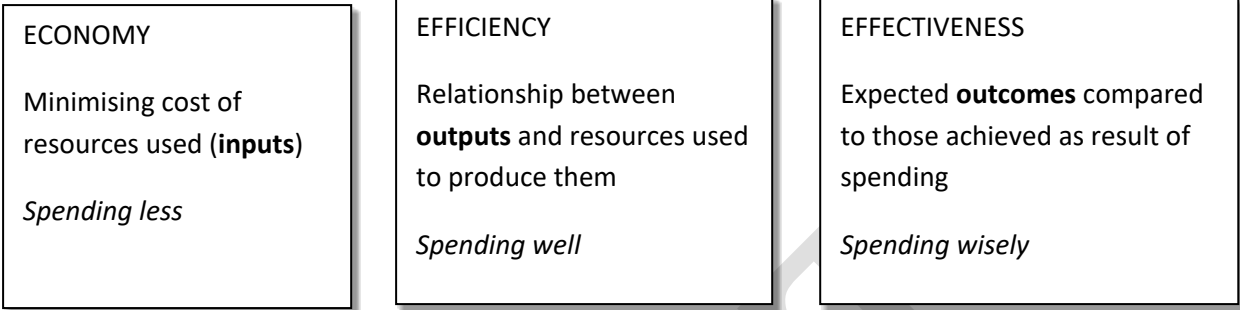 ECONOMY
Minimising cost of
resources used (inputs)
Spending less
EFFICIENCY
Relationship between
outputs and resources used
to produce them
Spending well
EFFECTIVENESS
Expected outcomes compared
to those achieved as result of
spending
Spending wisely